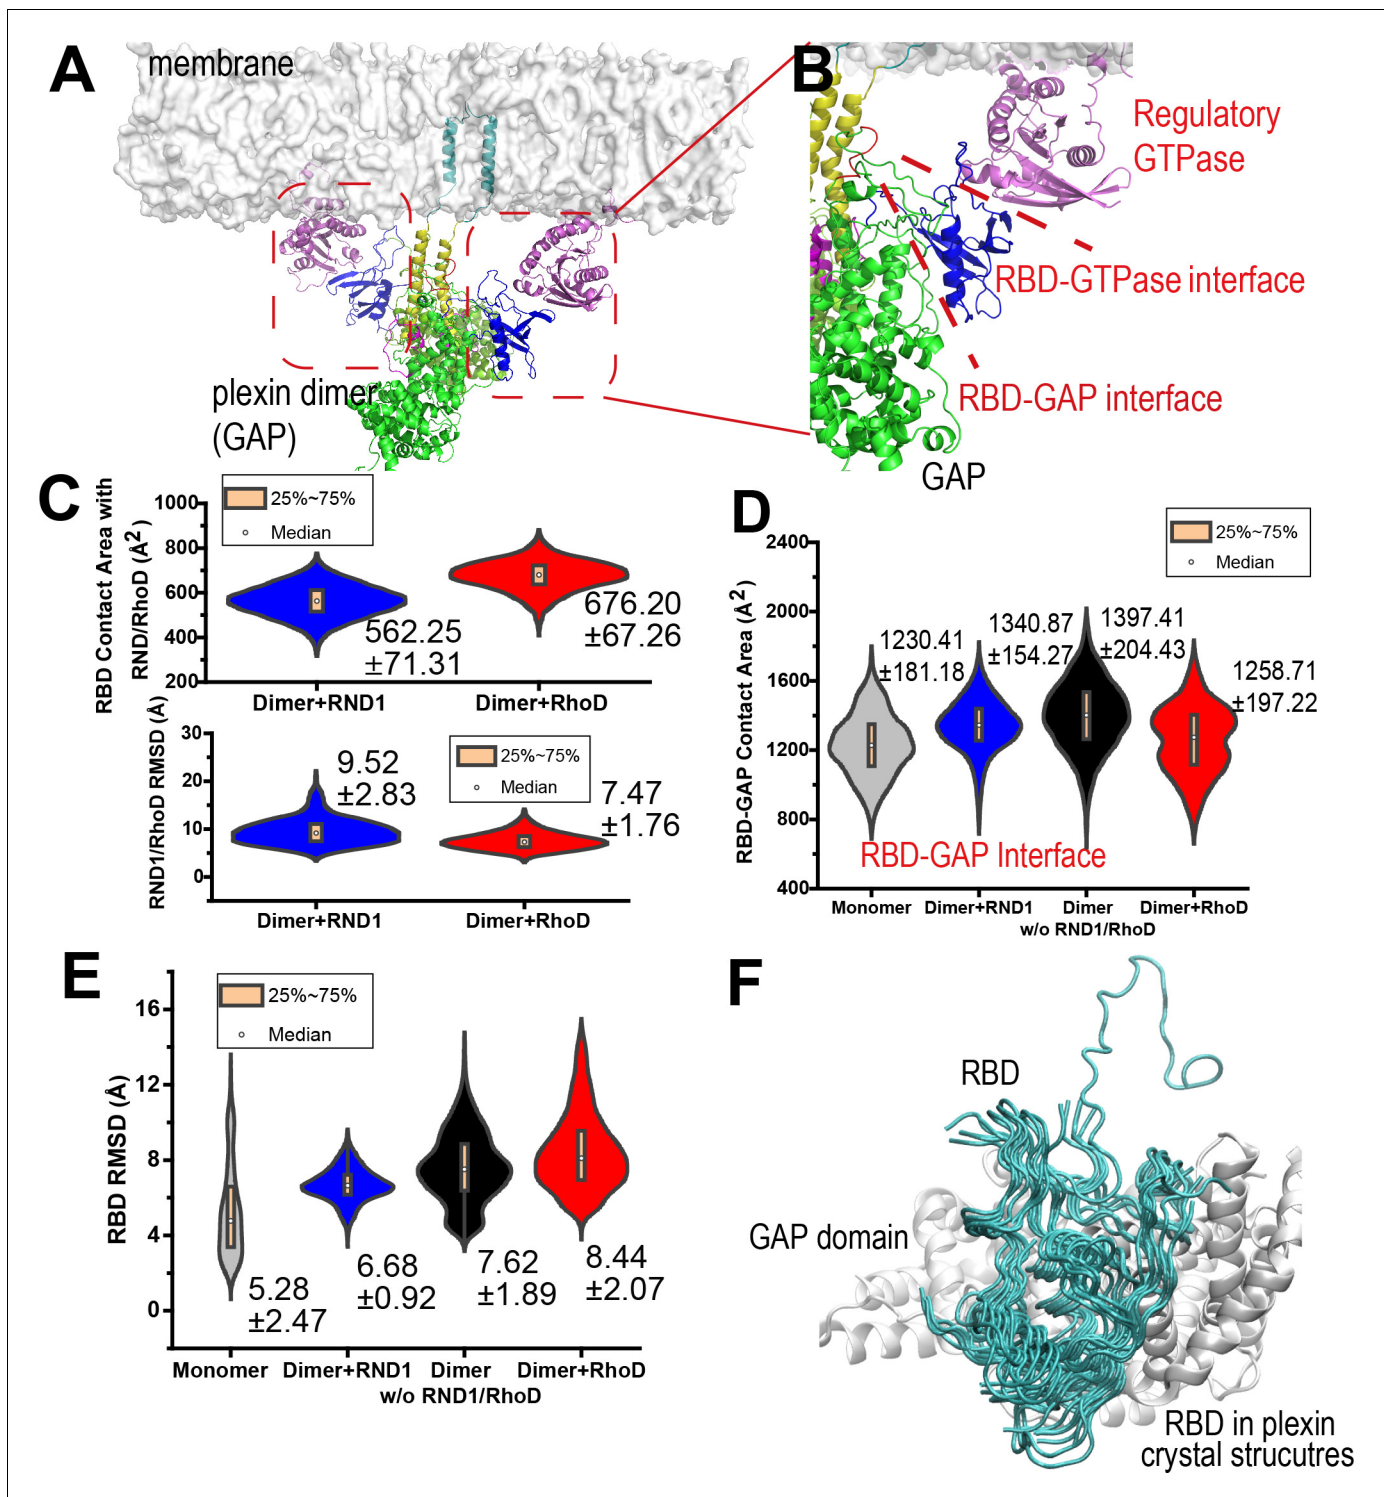 A
membrane
plexin dimer
(GAP)
B
Regulatory
GTPase
RBD-GTPase interface
RBD-GAP interface
GAP
C
RBD Contact Area with
RND/RhoD (Å2)
1000
800
600
400
200
25%~75%
Median
562.25
±71.31
676.20
±67.26
Dimer+RND1
Dimer+RhoD
RND1/RhoD RMSD (Å)
30
20
10
0
9.52
±2.83
25%~75%
Median
7.47
±1.76
Dimer+RND1
Dimer+RhoD
D
RBD-GAP Contact Area (Å2)
2400
2000
1600
1200
800
400
25%~75%
Median
1230.41
±181.18
1340.87
±154.27
1397.41
±204.43
1258.71
±197.22
RBD-GAP Interface
Monomer
Dimer+RND1
Dimer
w/o RND1/RhoD
Dimer+RhoD
E
RBD RMSD (Å)
16
12
8
4
0
25%~75%
Median
5.28
±2.47
6.68
±0.92
7.62
±1.89
8.44
±2.07
Monomer
Dimer+RND1
Dimer
w/o RND1/RhoD
Dimer+RhoD
F
RBD
GAP domain
RBD in plexin
crystal strucutres